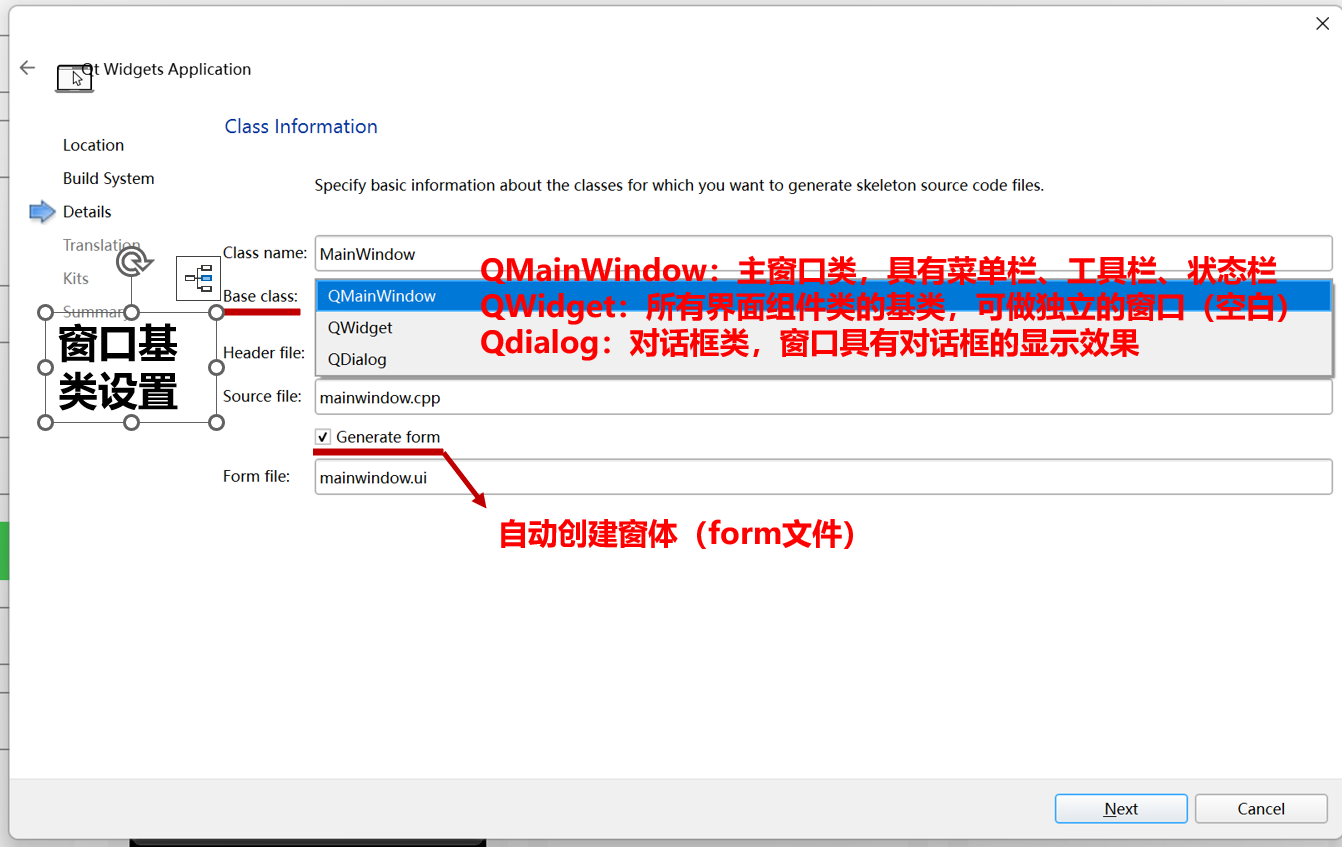 Qt Widgets Application
Class Information
Location
Build System
Details
Translation
Kits
Summar
窗口基
类设置
Specify basic information about the classes for which you want to generate skeleton source code files.
Class name: MainWindow
QMainWindow：主窗口类，具有菜单栏、工具栏、状态栏
Base class: QMainWindow
QWidget：所有界面组件类的基类，可做独立的窗口（空白）
QWidget
Qdialog：对话框类，窗口具有对话框的显示效果
Header file:
QDialog
Source file: mainwindow.cpp
Generate form
Form file: mainwindow.ui
自动创建窗体（form文件）
Next Cancel